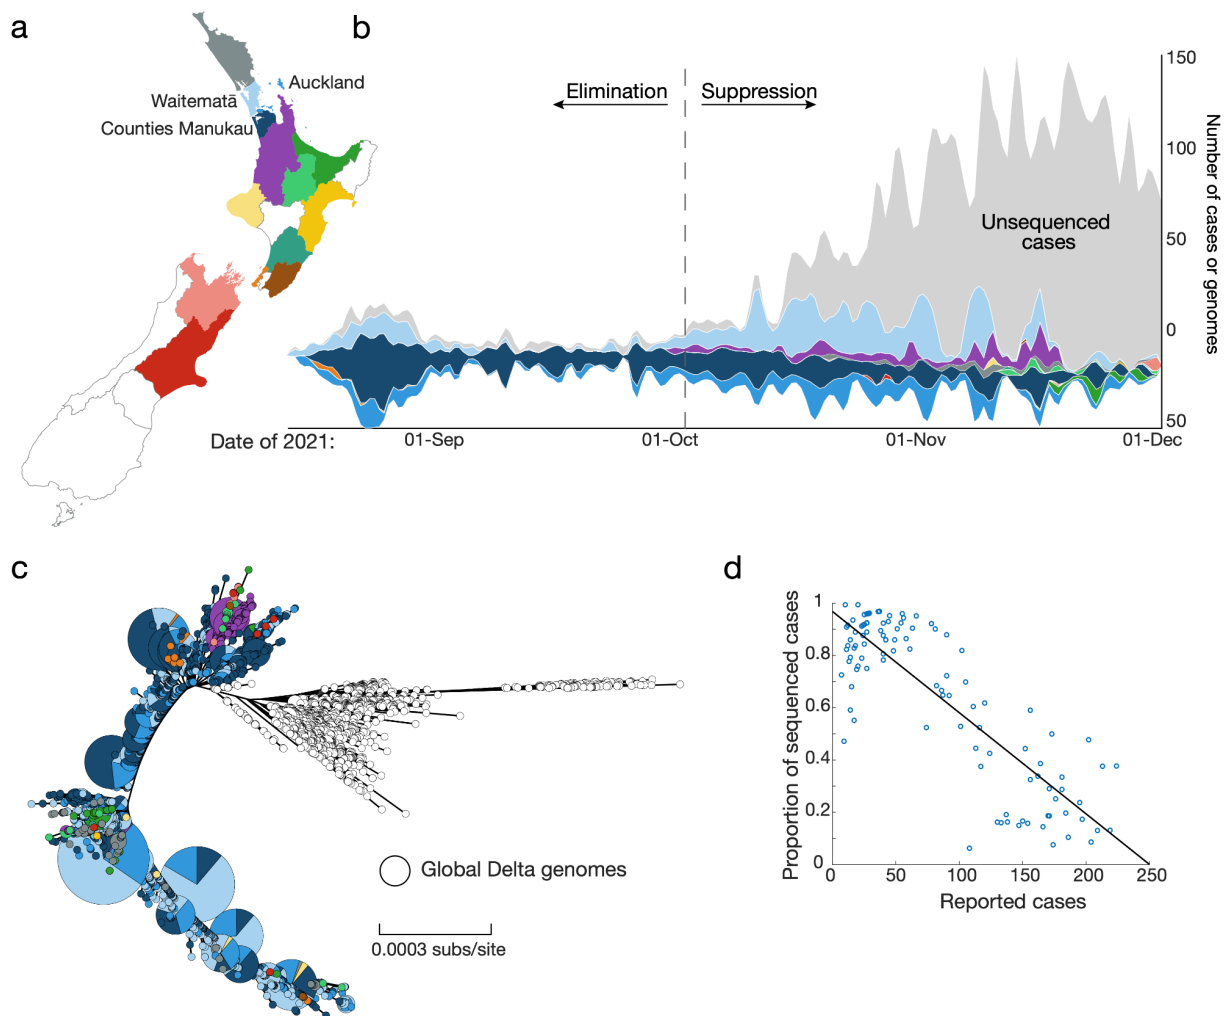 a
b
Auckland
Waitematā
Counties Manukau
Elimination
Suppression
Unsequenced
cases
150
100
50
0
50
Number of cases or genomes
Date of 2021:
01-Sep
01-Oct
01-Nov
01-Dec
c
Global Delta genomes
0.0003 subs/site
d
Proportion of sequenced cases
1
0.8
0.6
0.4
0.2
0
0
50
100
150
200
250
Reported cases